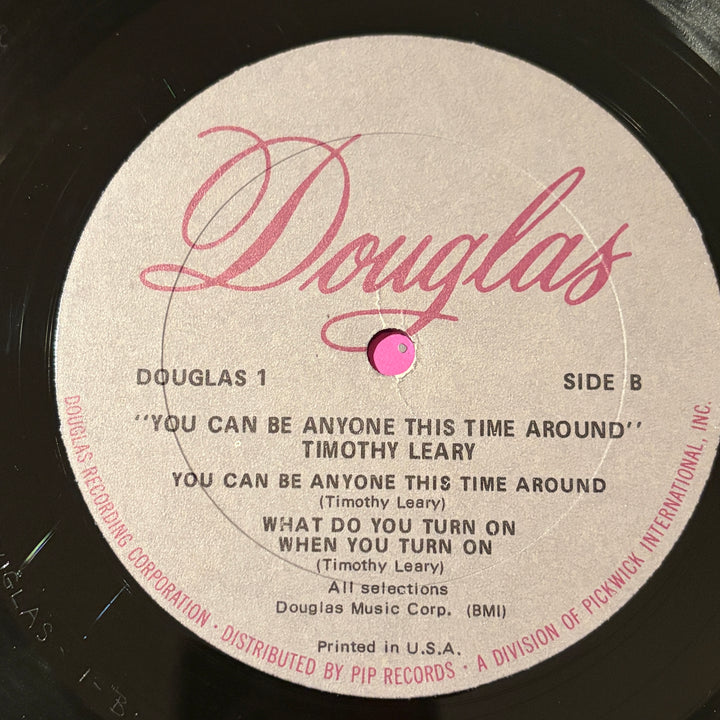 Douglas
DOUGLAS 1
SIDE B
"YOU CAN BE ANYONE THIS TIME AROUND"
TIMOTHY LEARY
YOU CAN BE ANYONE THIS TIME AROUND
(Timothy Leary)
WHAT DO YOU TURN ON
WHEN YOU TURN ON
(Timothy Leary)
All selections
Douglas Music Corp. (BMI)
Printed in U.S.A.
DOUGLAS RECORDING CORPORATION · DISTRIBUTED BY PIP RECORDS · A DIVISION OF PICKWICK INTERNATIONAL, INC.
GLAS - 1 - B